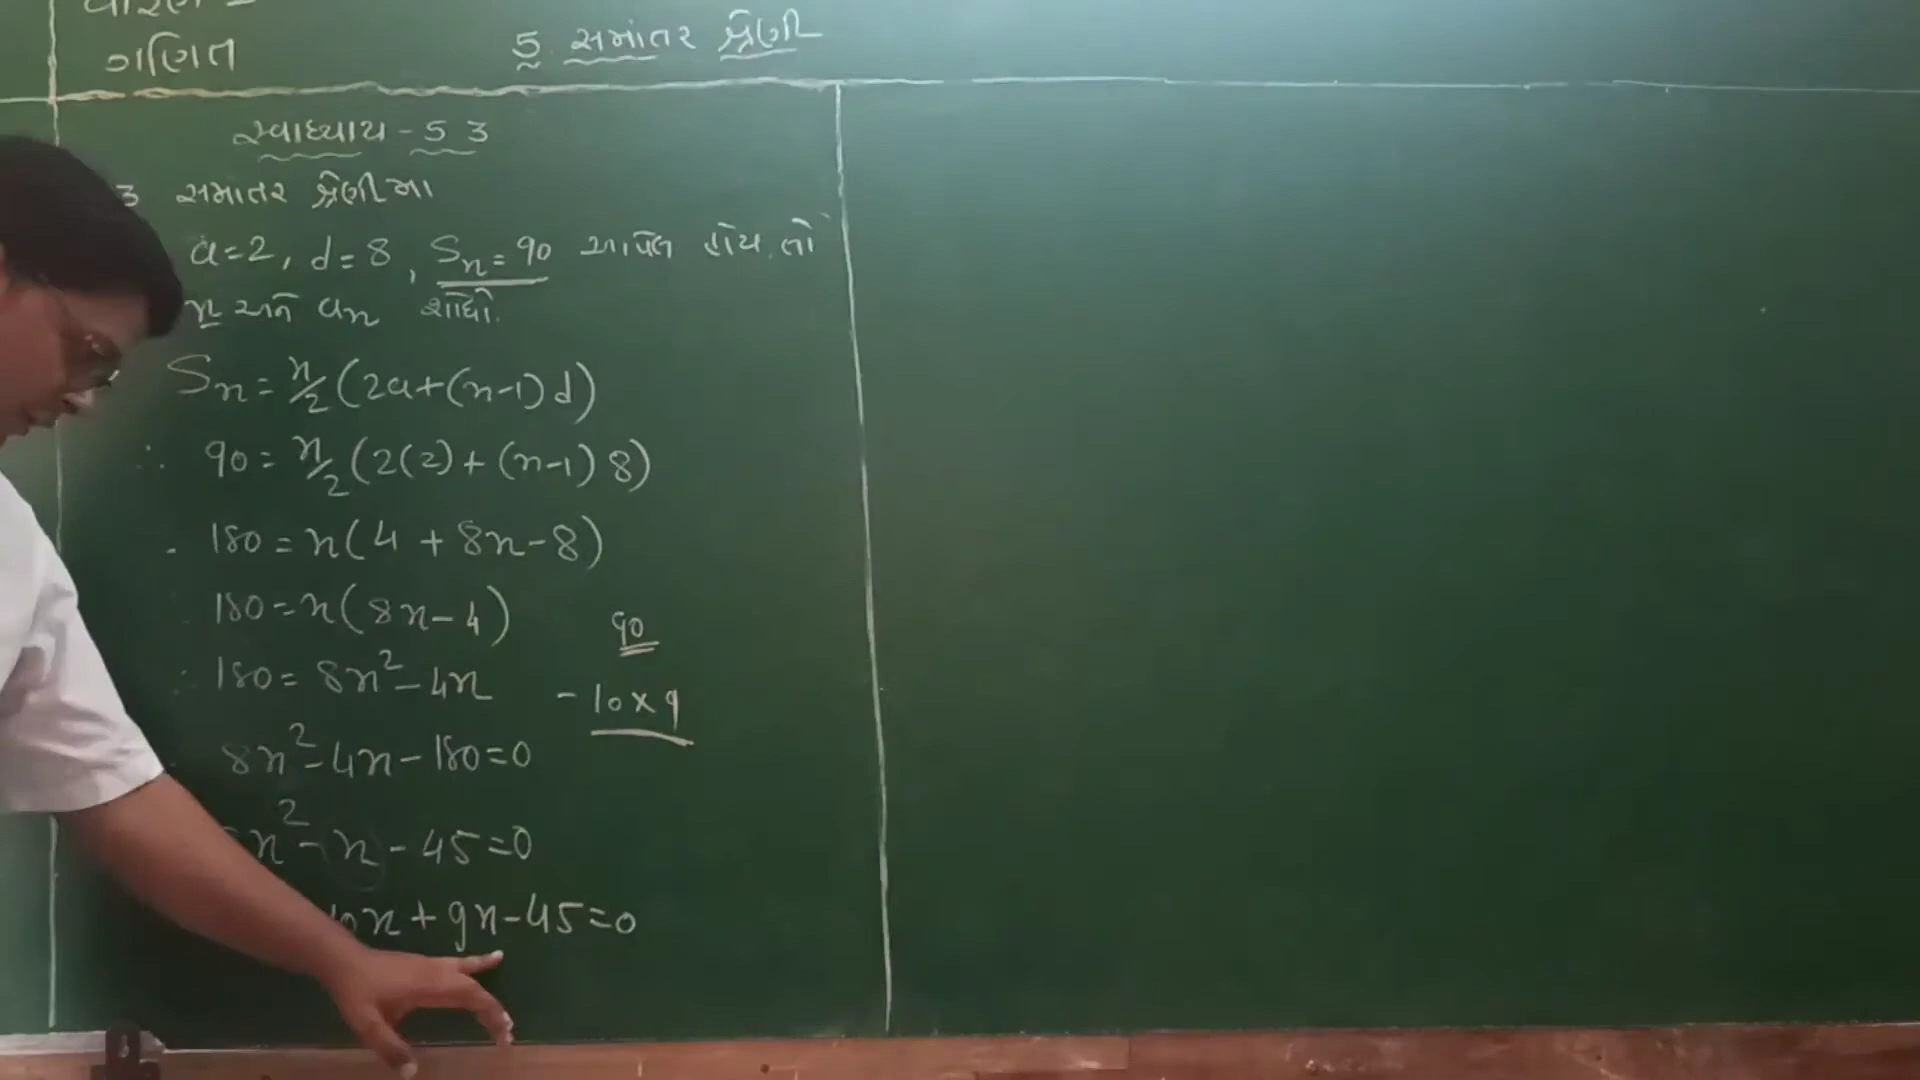 ગણિત
5. સમાંતર શ્રેણી
સ્વાધ્યાય - 5 3
3 સમાંતર શ્રેણીમા
a=2, d=8, Sn=90 આપેલ હોય તો
n અને an શોધો.
Sn = n/2 (2a+(n-1) d)
∴ 90 = n/2 (2(2) + (n-1) 8)
180 = n(4 + 8n-8)
180 = n(8n-4)
∴ 180 = 8n² - 4n
8n² - 4n - 180 = 0
n² - n - 45 = 0
10n + 9n - 45 = 0
90
- 10 x 9